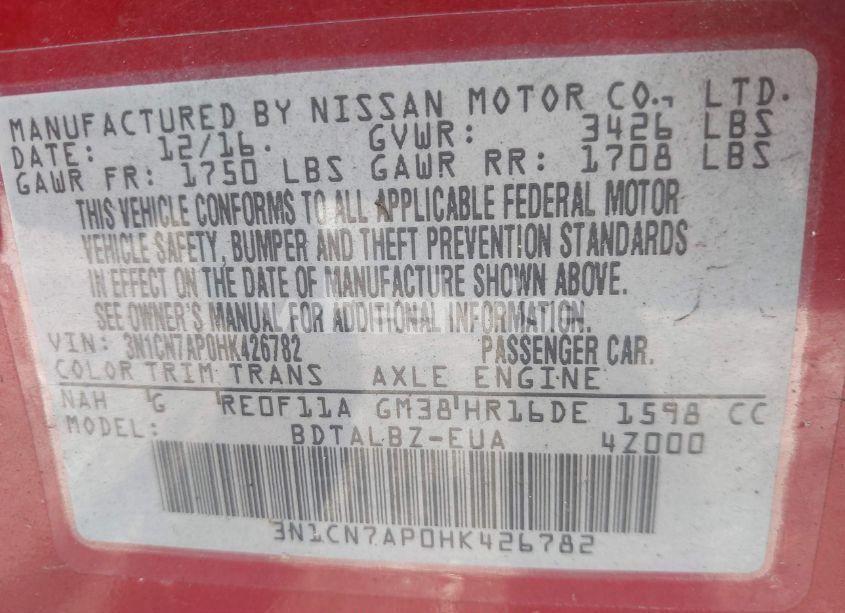 MANUFACTURED BY NISSAN MOTOR CO., LTD.
DATE: 12/16. GVWR: 3426 LBS
GAWR FR: 1750 LBS GAWR RR: 1708 LBS
THIS VEHICLE CONFORMS TO ALL APPLICABLE FEDERAL MOTOR
VEHICLE SAFETY, BUMPER AND THEFT PREVENTION STANDARDS
IN EFFECT ON THE DATE OF MANUFACTURE SHOWN ABOVE.
SEE OWNER'S MANUAL FOR ADDITIONAL INFORMATION.
VIN: 3N1CN7AP0HK426782 PASSENGER CAR.
COLOR TRIM TRANS AXLE ENGINE
NAH G RE0F11A GM38 HR16DE 1598 CC
MODEL: BDTALBZ-EUA 4Z000
3N1CN7AP0HK426782